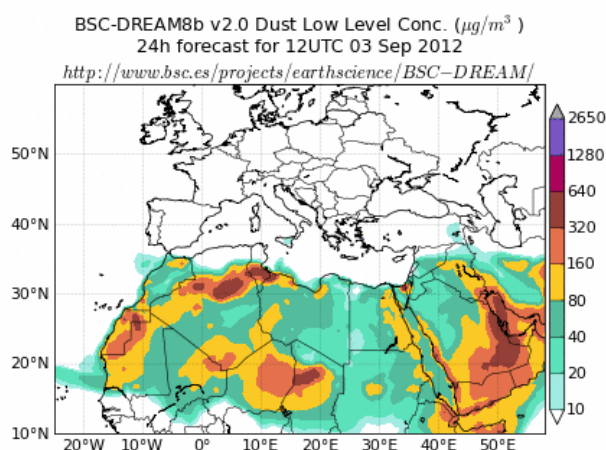 BSC-DREAM8b v2.0 Dust Low Level Conc. (μg/m³ )
24h forecast for 12UTC 03 Sep 2012
http://www.bsc.es/projects/earthscience/BSC−DREAM/
2650
1280
640
320
160
80
40
20
10
50°N
40°N
30°N
20°N
10°N
20°W 10°W 0° 10°E 20°E 30°E 40°E 50°E